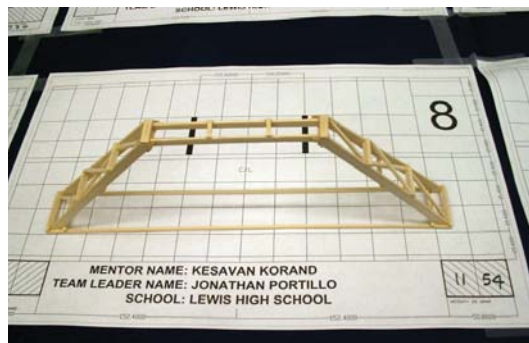 SCHOOL: LEWIS HIGH
8
C/L
MENTOR NAME: KESAVAN KORAND
TEAM LEADER NAME: JONATHAN PORTILLO
SCHOOL: LEWIS HIGH SCHOOL
11 54